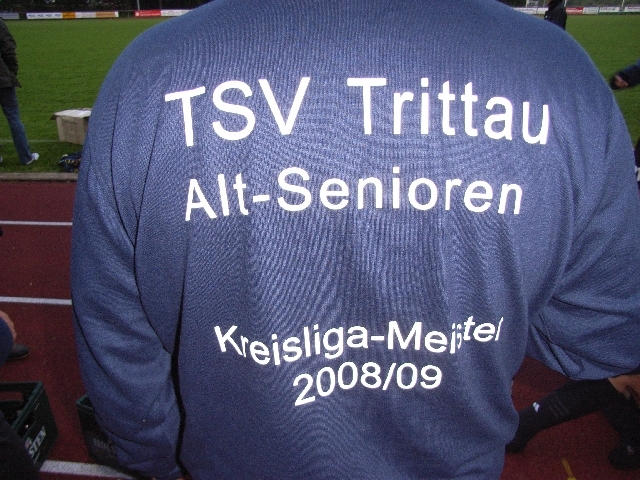 TSV Trittau
Alt-Senioren
Kreisliga-Meister
2008/09